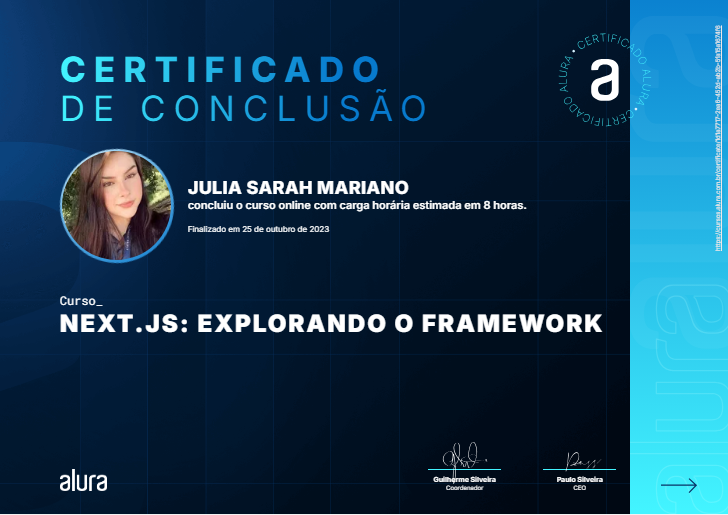 CERTIFICADO
DE CONCLUSÃO
CERTIFICADO ALURA • CERTIFICADO ALURA •
a
JULIA SARAH MARIANO
concluiu o curso online com carga horária estimada em 8 horas.
Finalizado em 25 de outubro de 2023
Curso_
NEXT.JS: EXPLORANDO O FRAMEWORK
alura
Guilherme Silveira
Coordenador
Paulo Silveira
CEO
alura